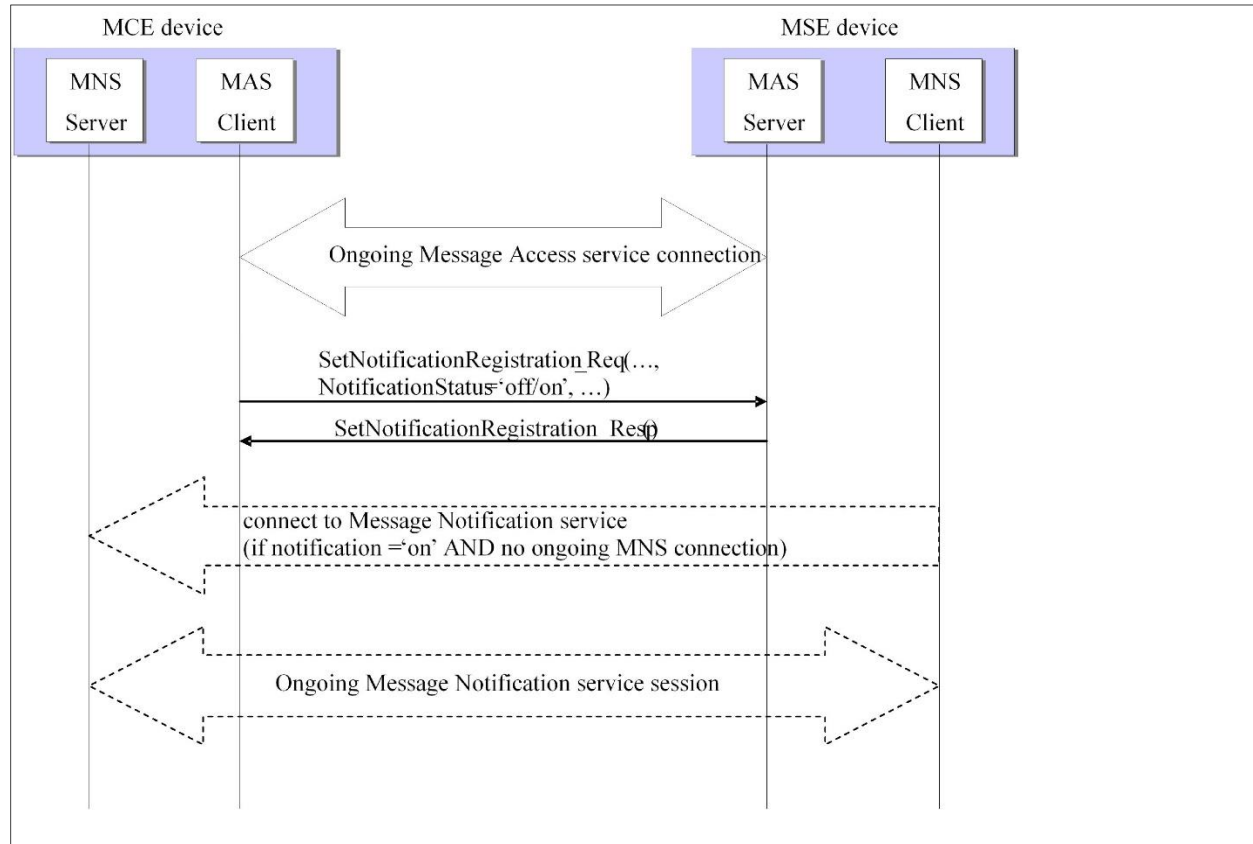 MCE device
MSE device
MNS
Server
MAS
Client
MAS
Server
MNS
Client
Ongoing Message Access service connection
SetNotificationRegistration_Req(…,
NotificationStatus=‘off/on’, …)
SetNotificationRegistration_Resp()
connect to Message Notification service
(if notification =‘on’ AND no ongoing MNS connection)
Ongoing Message Notification service session